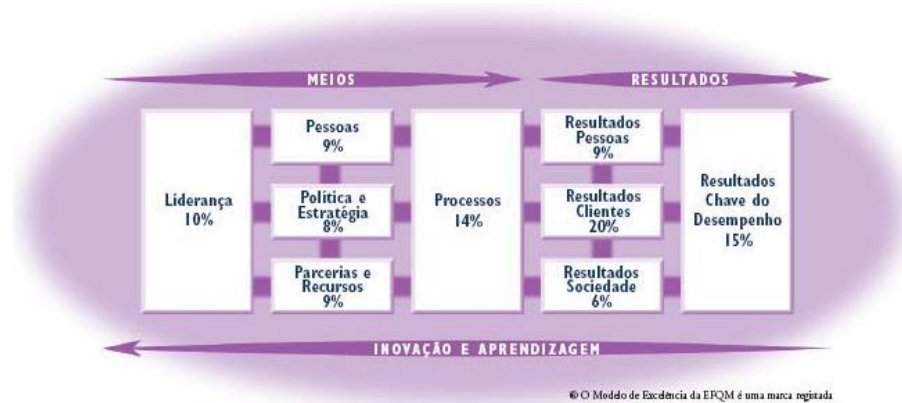 MEIOS
RESULTADOS
Liderança
10%
Pessoas
9%
Política e
Estratégia
8%
Parcerias e
Recursos
9%
Processos
14%
Resultados
Pessoas
9%
Resultados
Clientes
20%
Resultados
Sociedade
6%
Resultados
Chave do
Desempenho
15%
INOVAÇÃO E APRENDIZAGEM
® O Modelo de Excelência da EFQM é uma marca registada